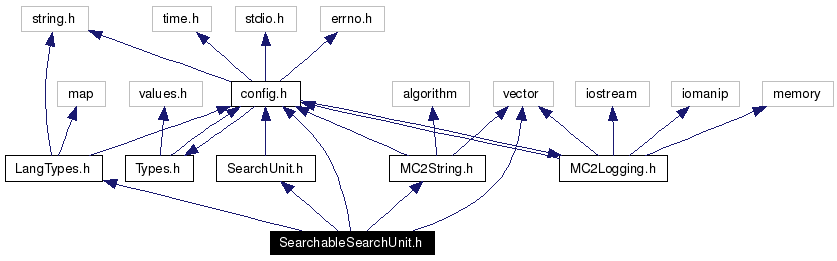 string.h
time.h
stdio.h
errno.h
map
values.h
config.h
algorithm
vector
iostream
iomanip
memory
LangTypes.h
Types.h
SearchUnit.h
MC2String.h
MC2Logging.h
SearchableSearchUnit.h